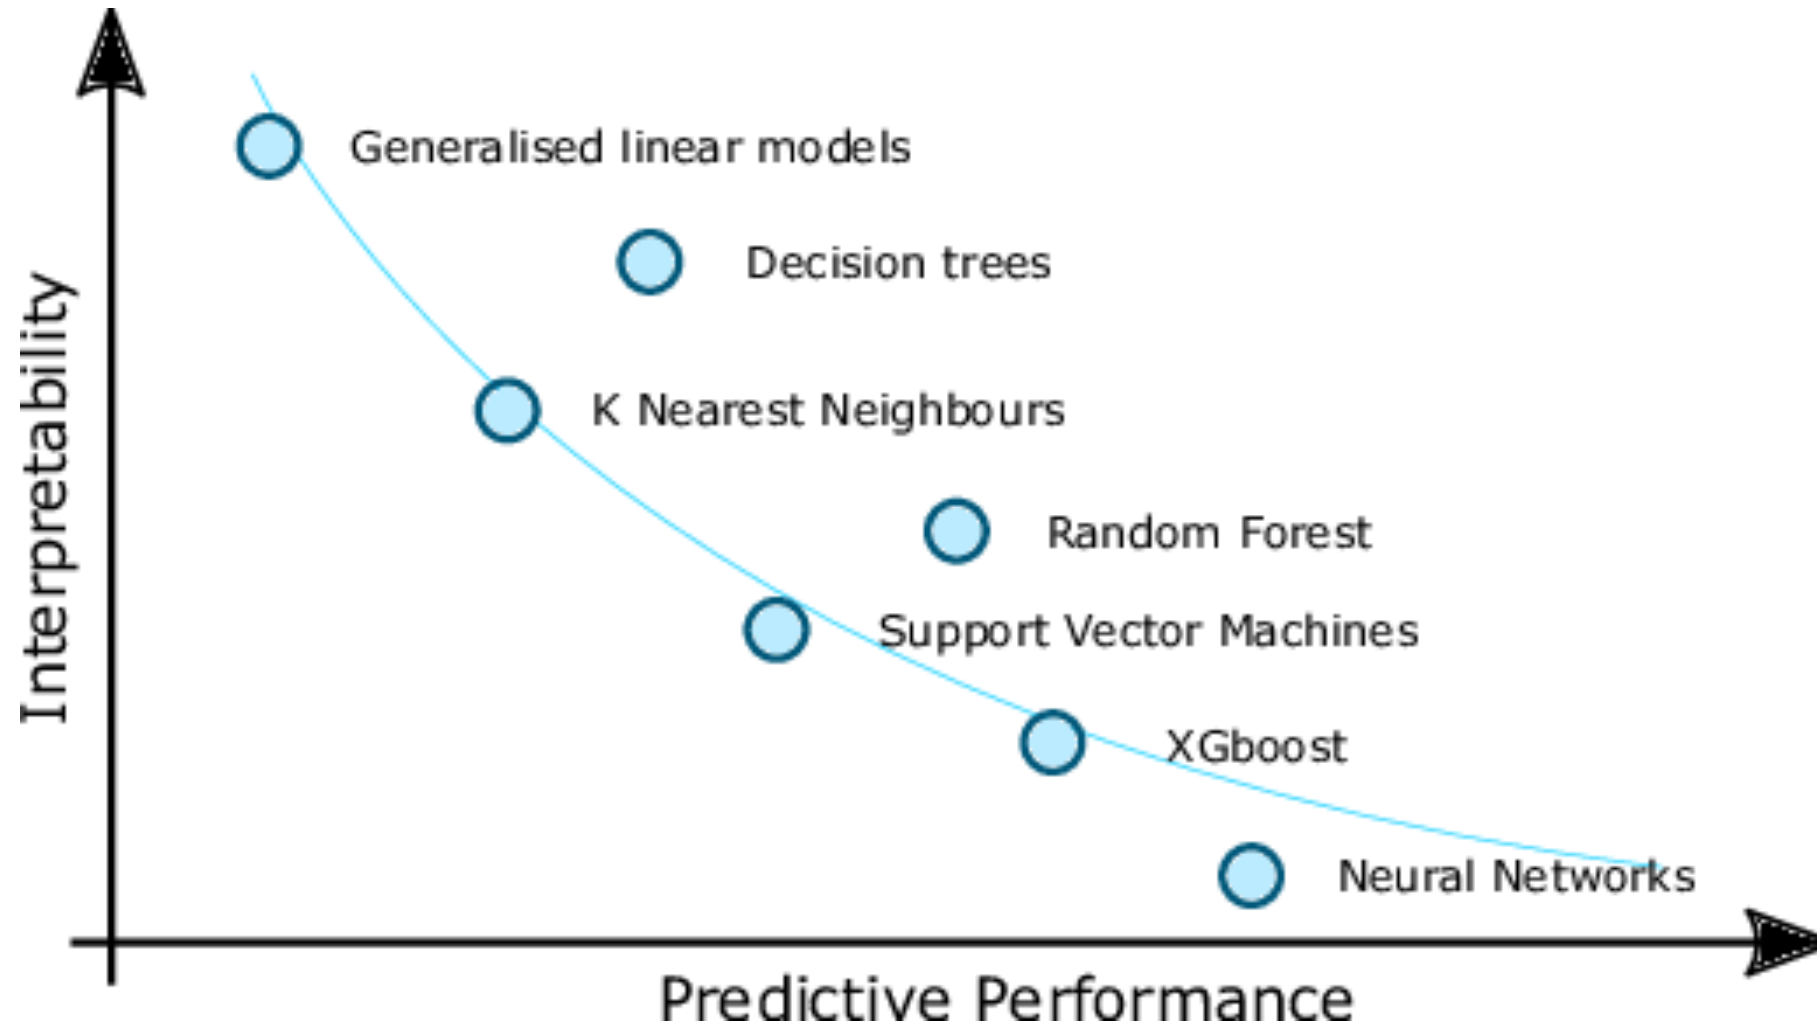 Generalised linear models
Decision trees
Interpretability
K Nearest Neighbours
Random Forest
Support Vector Machines
XGboost
Neural Networks
Predictive Performance